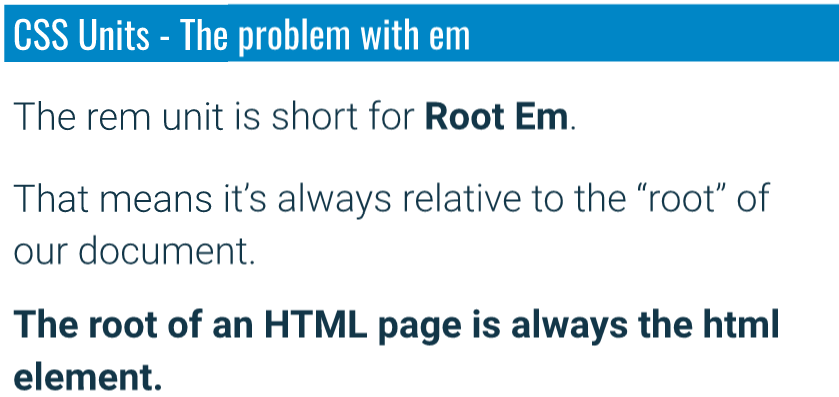 CSS Units - The problem with em
The rem unit is short for Root Em.
That means it’s always relative to the “root” of
our document.
The root of an HTML page is always the html
element.